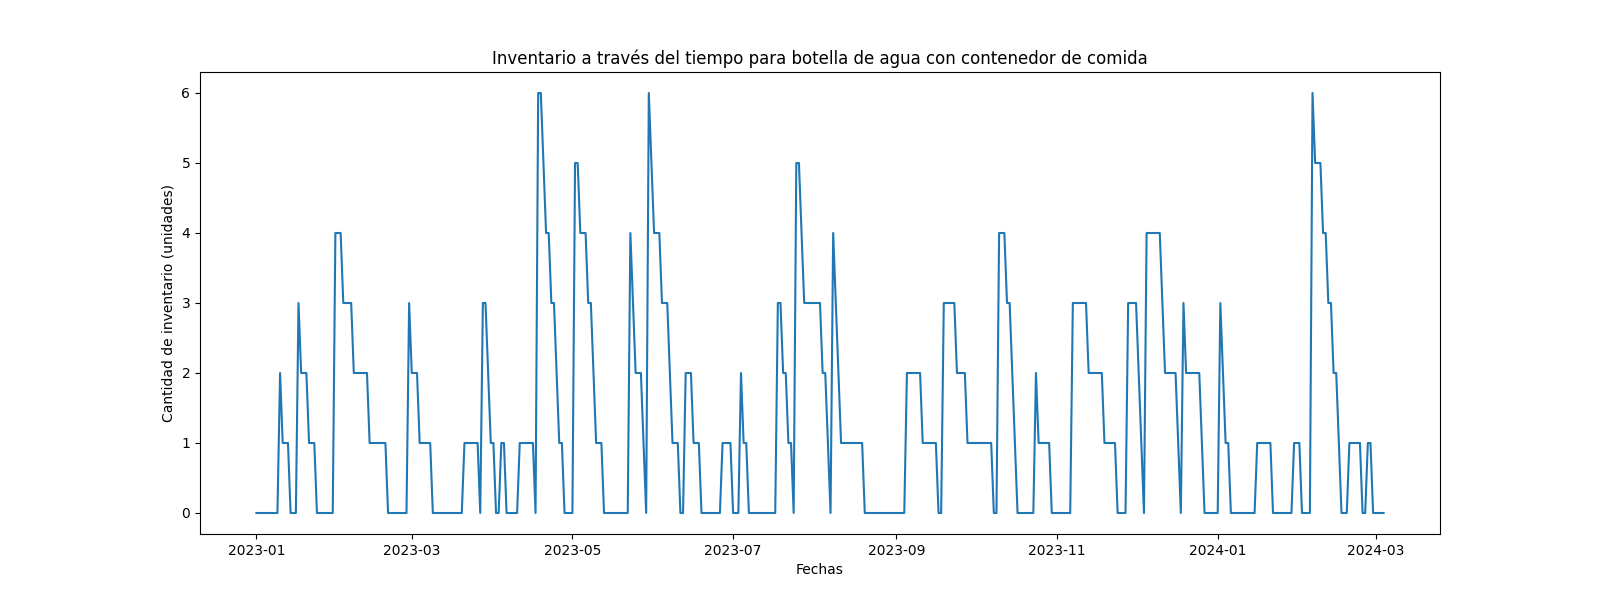 Inventario a través del tiempo para botella de agua con contenedor de comida
Cantidad de inventario (unidades)
6
5
4
3
2
1
0
2023-01 2023-03 2023-05 2023-07 2023-09 2023-11 2024-01 2024-03
Fechas